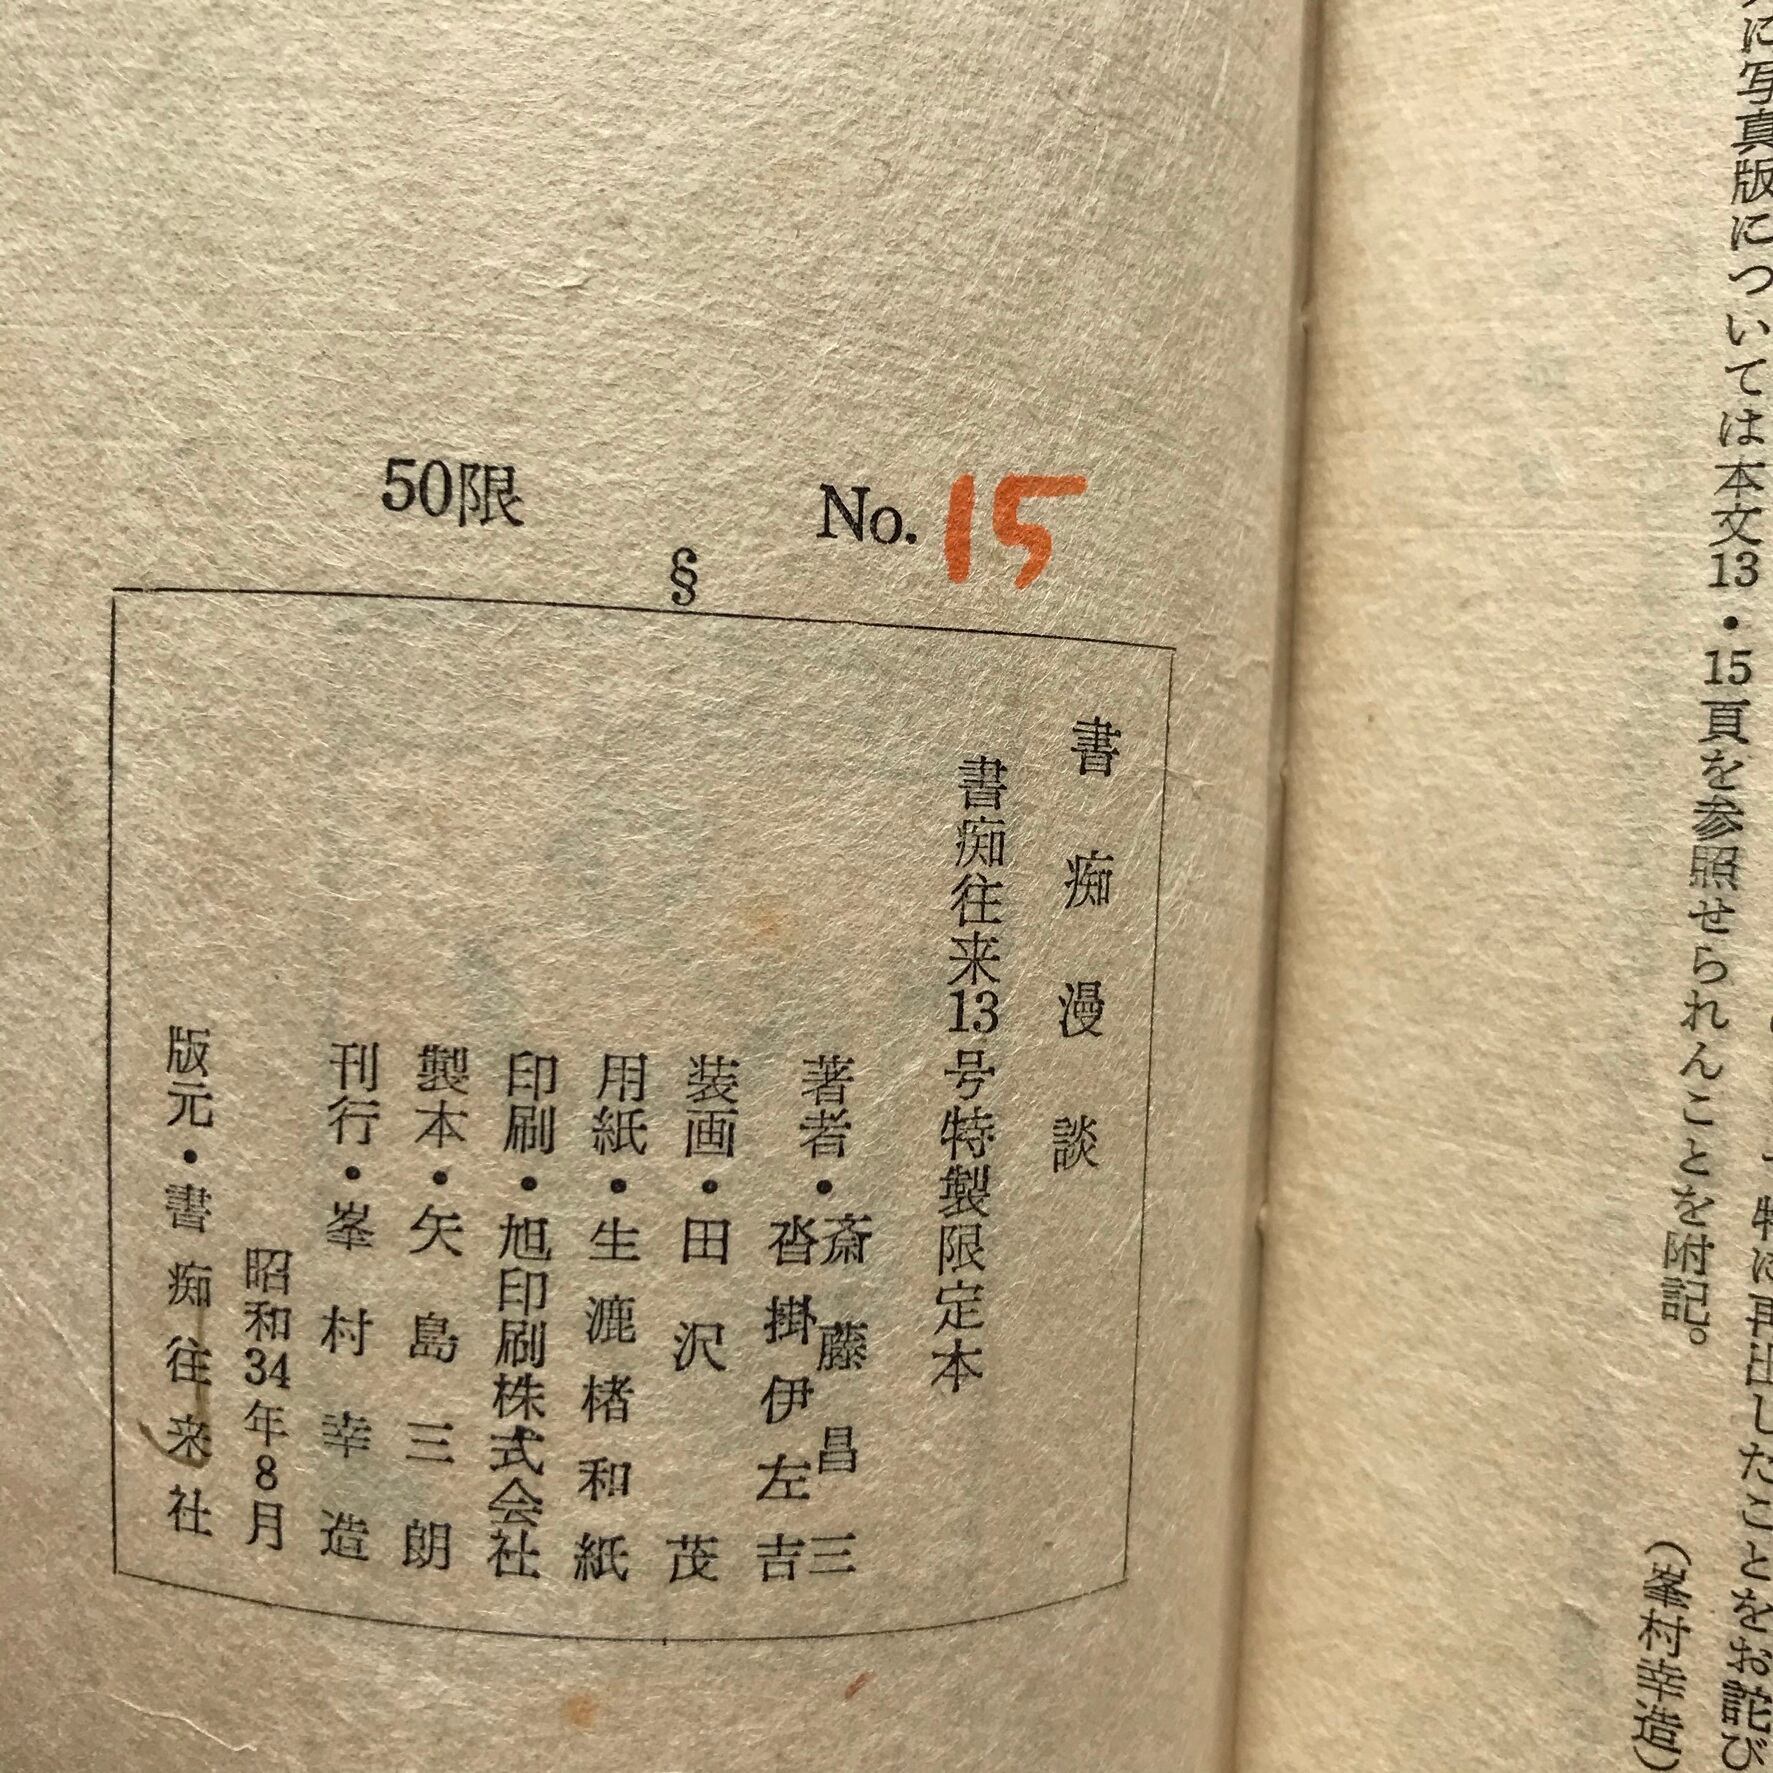 に写真版については本文13・15頁を参照せられんことを附記。
特に再出したことをお詫び
(峯村幸造)
50限 No.15
§
書痴漫談
書痴往来13号特製限定本
著者・斎藤昌三
沓掛伊左吉
装画・田沢茂
用紙・生漉楮和紙
印刷・旭印刷株式会社
製本・矢島三朗
刊行・峯村幸造
昭和34年8月
版元・書痴往来社